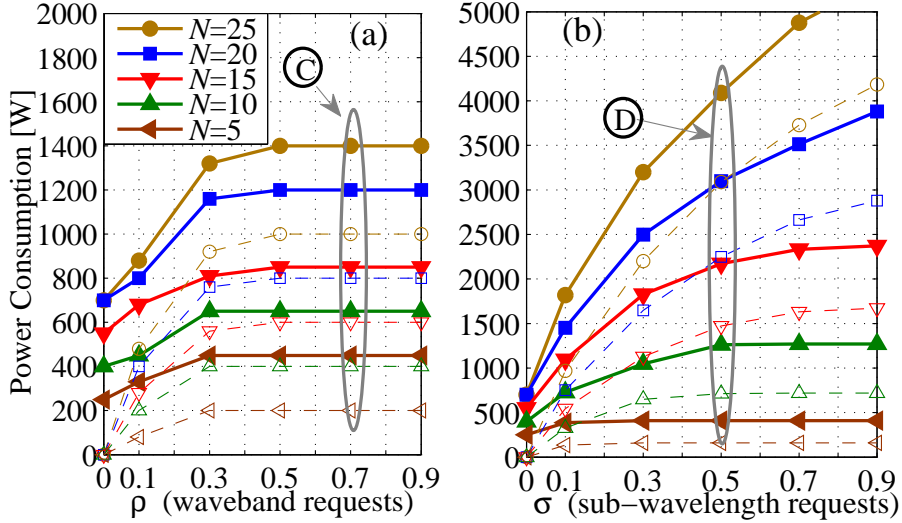 Power Consumption [W]
2000
1800
1600
1400
1200
1000
800
600
400
200
0
N=25
N=20
N=15
N=10
N=5
(a)
C
0 0.1 0.3 0.5 0.7 0.9
ρ (waveband requests)
5000
4500
4000
3500
3000
2500
2000
1500
1000
500
0
(b)
D
0 0.1 0.3 0.5 0.7 0.9
σ (sub-wavelength requests)